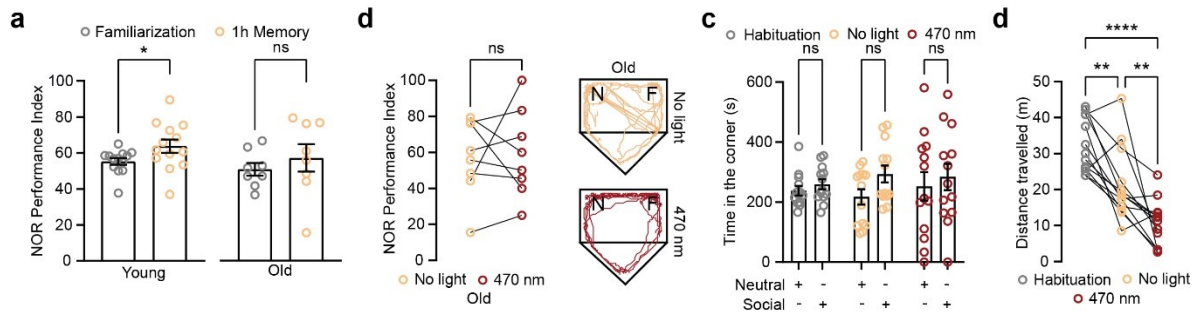 a
Familiarization 1h Memory
* ns
NOR Performance Index
100
80
60
40
20
0
Young Old
d
ns
NOR Performance Index
100
80
60
40
20
0
No light 470 nm
Old
Old
N F
No light
N F
470 nm
c
Habituation No light 470 nm
ns ns ns
Time in the corner (s)
600
400
200
0
Neutral + - + - + -
Social - + - + - +
d
****
** **
Distance travelled (m)
50
40
30
20
10
0
Habituation No light
470 nm